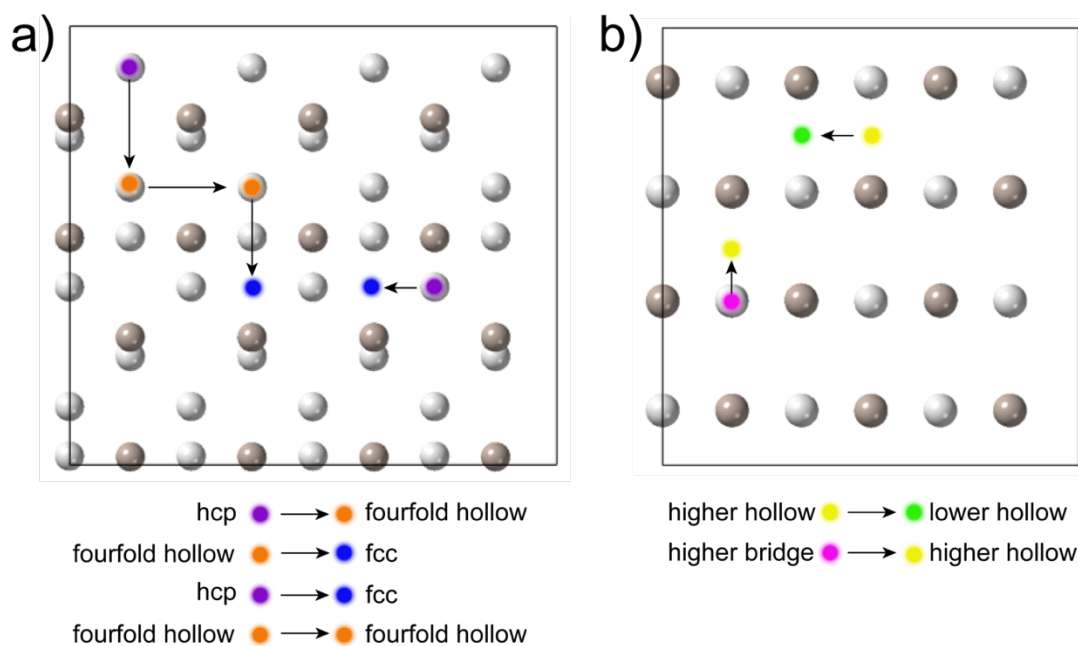 a)
hcp fourfold hollow
fourfold hollow fcc
hcp fcc
fourfold hollow fourfold hollow
b)
higher hollow lower hollow
higher bridge higher hollow